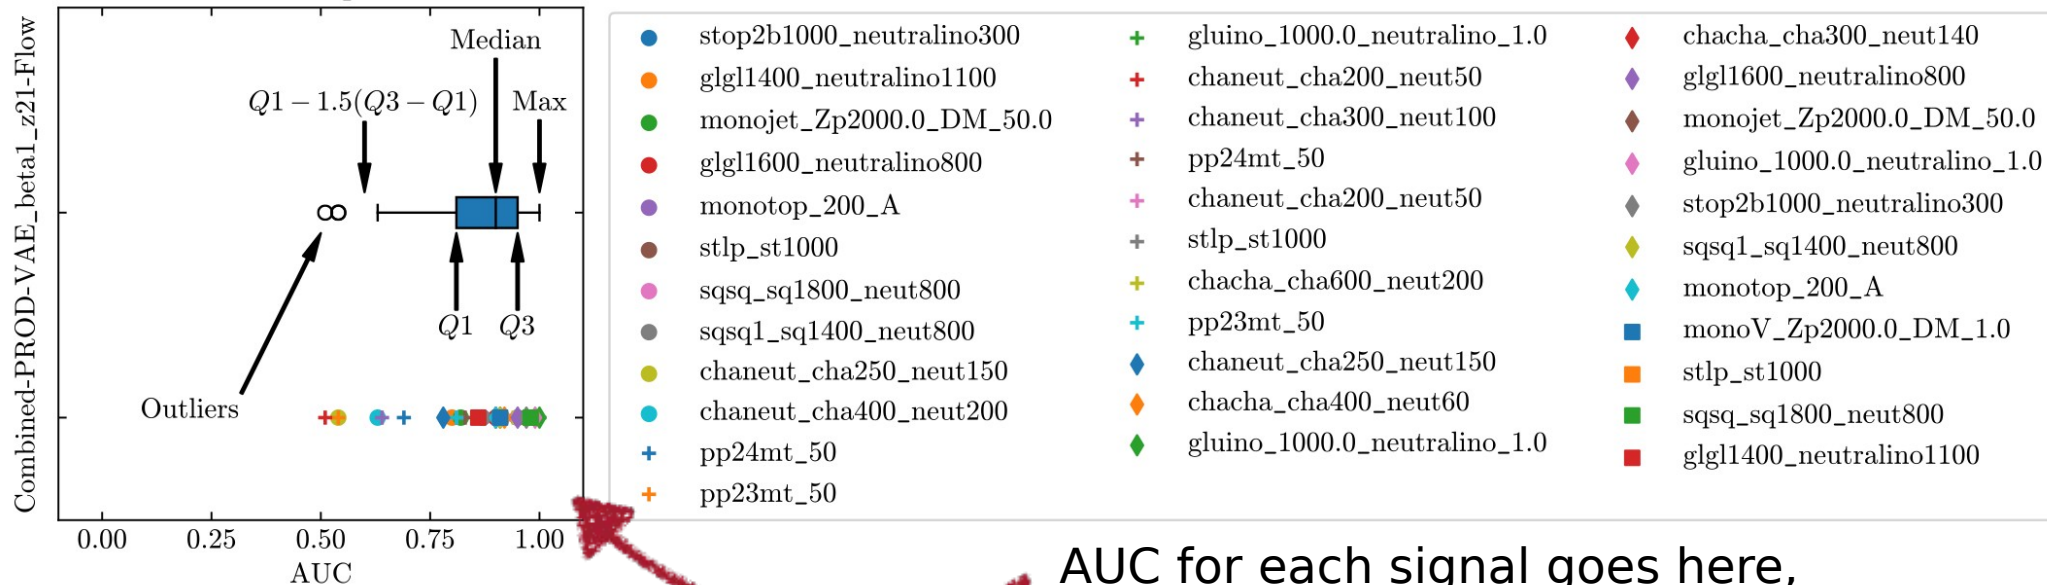 Combined-PROD-VAE_beta1_z21-Flow
Median
Q1 − 1.5(Q3 − Q1)
Max
Q1
Q3
Outliers
0.00
0.25
0.50
0.75
1.00
AUC
stop2b1000_neutralino300
glgl1400_neutralino1100
monojet_Zp2000.0_DM_50.0
glgl1600_neutralino800
monotop_200_A
stlp_st1000
sqsq_sq1800_neut800
sqsq1_sq1400_neut800
chaneut_cha250_neut150
chaneut_cha400_neut200
pp24mt_50
pp23mt_50
gluino_1000.0_neutralino_1.0
chaneut_cha200_neut50
chaneut_cha300_neut100
pp24mt_50
chaneut_cha200_neut50
stlp_st1000
chacha_cha600_neut200
pp23mt_50
chaneut_cha250_neut150
chacha_cha400_neut60
gluino_1000.0_neutralino_1.0
chacha_cha300_neut140
glgl1600_neutralino800
monojet_Zp2000.0_DM_50.0
gluino_1000.0_neutralino_1.0
stop2b1000_neutralino300
sqsq1_sq1400_neut800
monotop_200_A
monoV_Zp2000.0_DM_1.0
stlp_st1000
sqsq_sq1800_neut800
glgl1400_neutralino1100
AUC for each signal goes here,